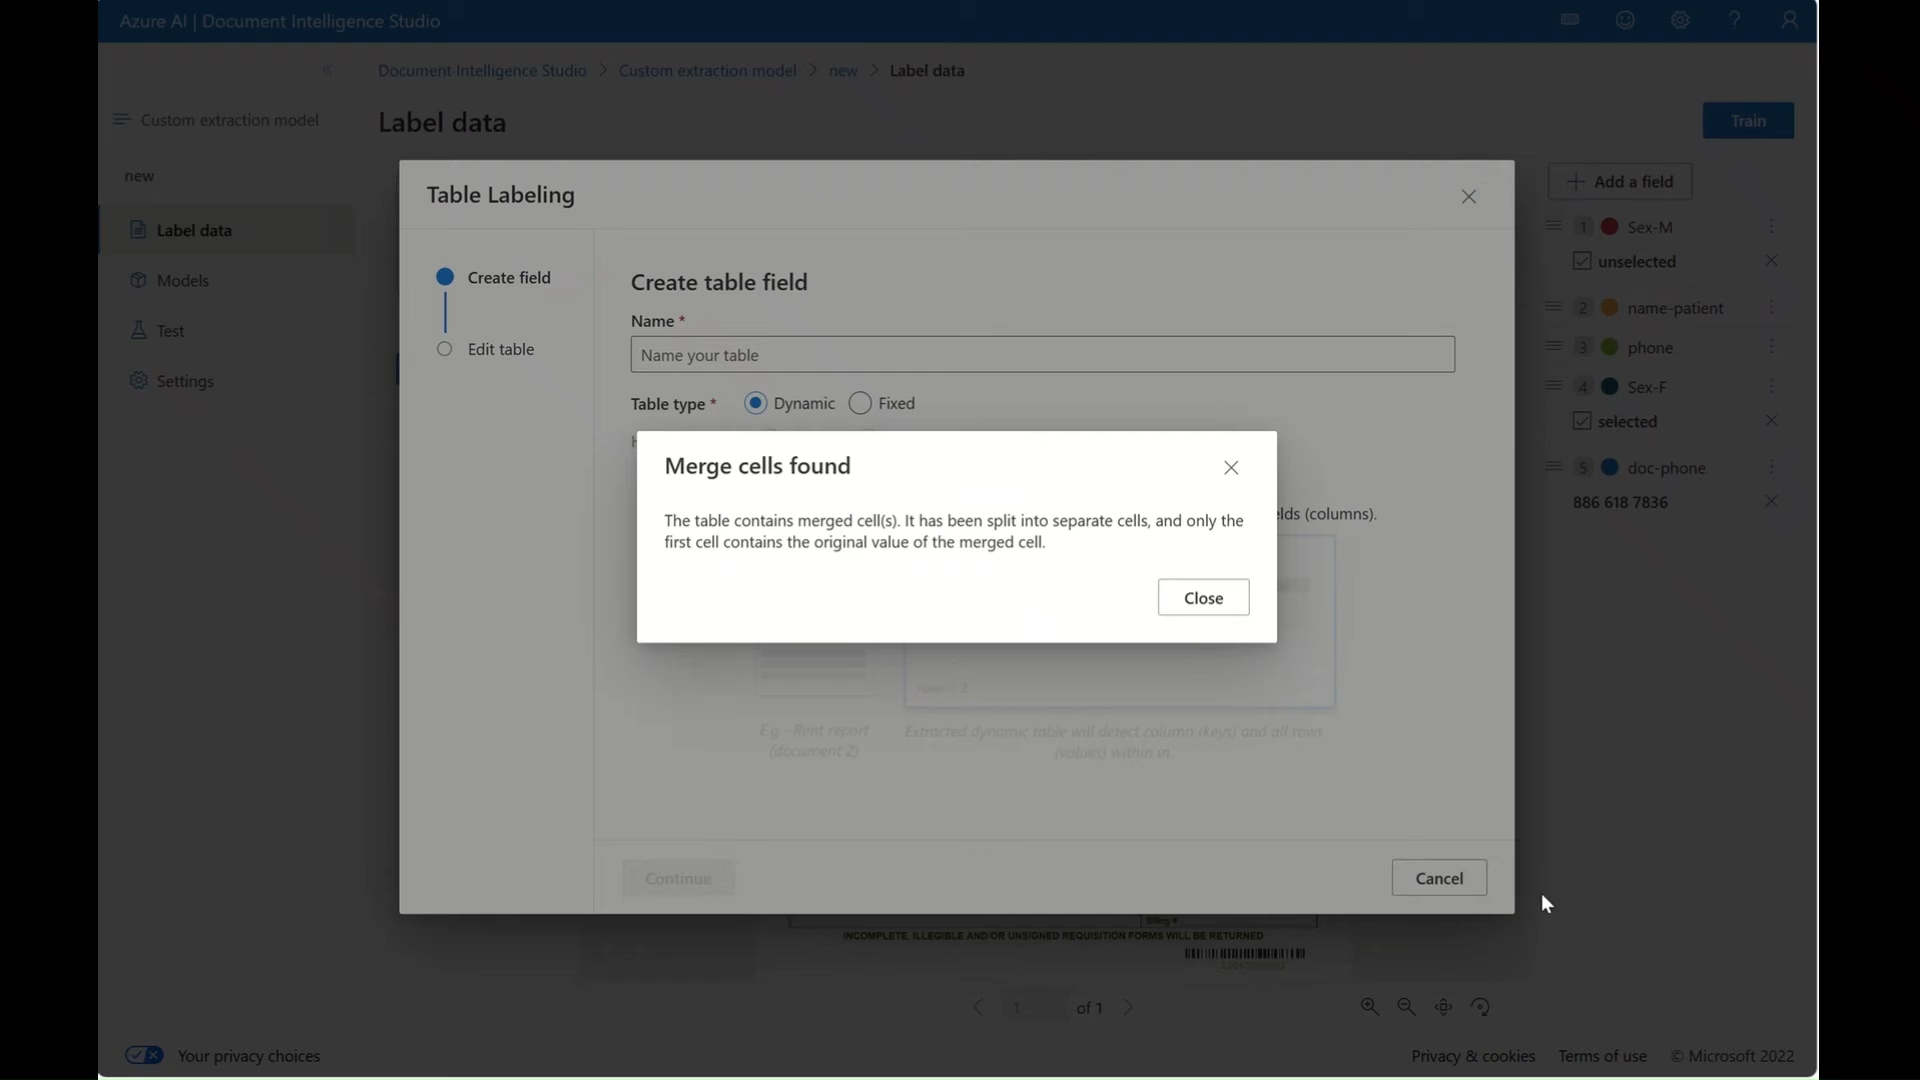 Azure AI | Document Intelligence Studio
Document Intelligence Studio > Custom extraction model > new > Label data
Custom extraction model
Label data
Train
new
Label data
Models
Test
Settings
Table Labeling
Create field
Edit table
Create table field
Name *
Name your table
Table type *
Dynamic
Fixed
Merge cells found
The table contains merged cell(s). It has been split into separate cells, and only the
first cell contains the original value of the merged cell.
Close
elds (columns).
E.g - Rent report
(document 2)
Extracted dynamic table will detect column (keys) and all rows
(values) within in.
Continue
Cancel
Add a field
1 Sex-M
unselected
2 name-patient
3 phone
4 Sex-F
selected
5 doc-phone
886 618 7836
Billing #
INCOMPLETE, ILLEGIBLE AND/OR UNSIGNED REQUISITION FORMS WILL BE RETURNED
1 of 1
Your privacy choices
Privacy & cookies
Terms of use
© Microsoft 2022